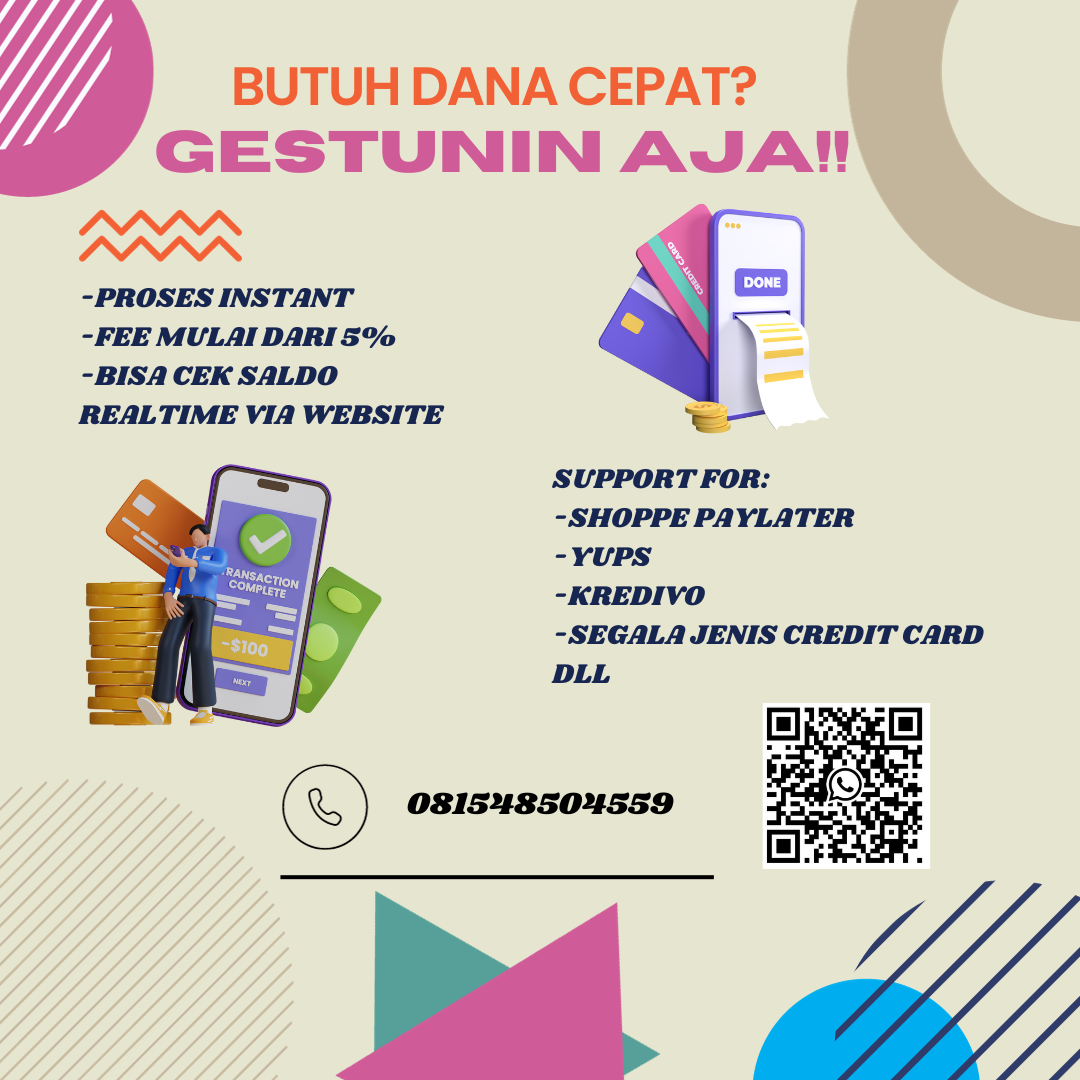 BUTUH DANA CEPAT?
GESTUNIN AJA!!
CREDIT CARD
DONE
-PROSES INSTANT
-FEE MULAI DARI 5%
-BISA CEK SALDO
REALTIME VIA WEBSITE
SUPPORT FOR:
-SHOPPE PAYLATER
-YUPS
-KREDIVO
-SEGALA JENIS CREDIT CARD
DLL
TRANSACTION
COMPLETE
-$100
NEXT
081548504559